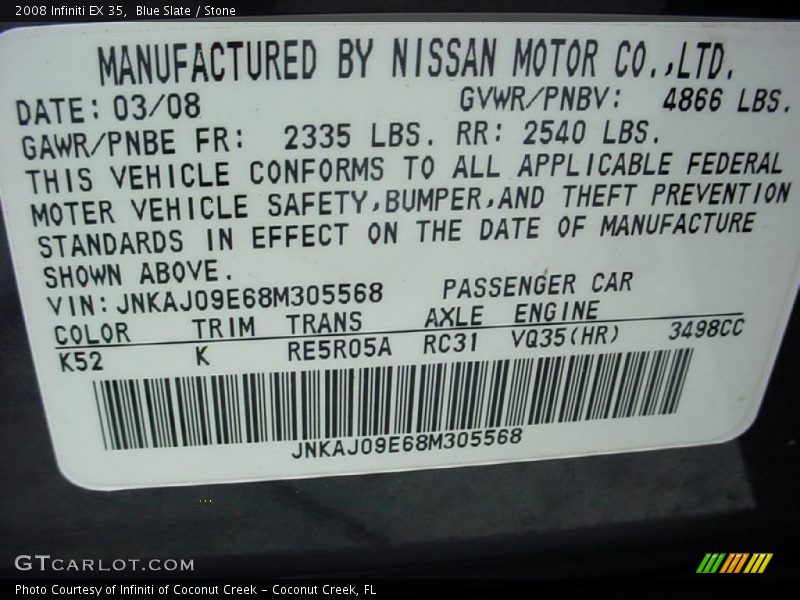 2008 Infiniti EX 35, Blue Slate / Stone
MANUFACTURED BY NISSAN MOTOR CO.,LTD.
DATE: 03/08 GVWR/PNBV: 4866 LBS.
GAWR/PNBE FR: 2335 LBS. RR: 2540 LBS.
THIS VEHICLE CONFORMS TO ALL APPLICABLE FEDERAL
MOTER VEHICLE SAFETY,BUMPER,AND THEFT PREVENTION
STANDARDS IN EFFECT ON THE DATE OF MANUFACTURE
SHOWN ABOVE.
VIN: JNKAJ09E68M305568 PASSENGER CAR
COLOR TRIM TRANS AXLE ENGINE
K52 K RE5R05A RC31 VQ35(HR) 3498CC
JNKAJ09E68M305568
GTCARLOT.COM
Photo Courtesy of Infiniti of Coconut Creek - Coconut Creek, FL